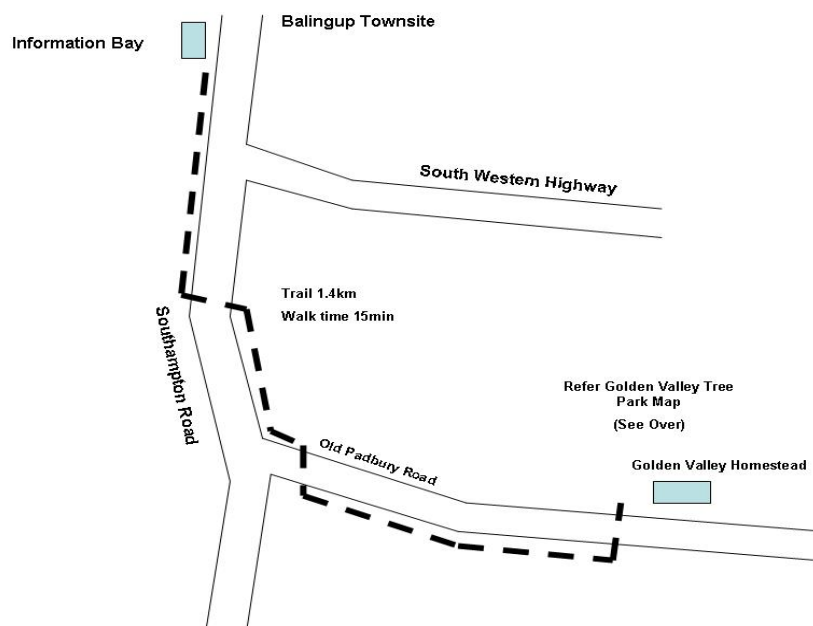 Balingup Townsite
Information Bay
South Western Highway
Trail 1.4km
Walk time 15min
Southampton Road
Refer Golden Valley Tree
Park Map
(See Over)
Old Padbury Road
Golden Valley Homestead